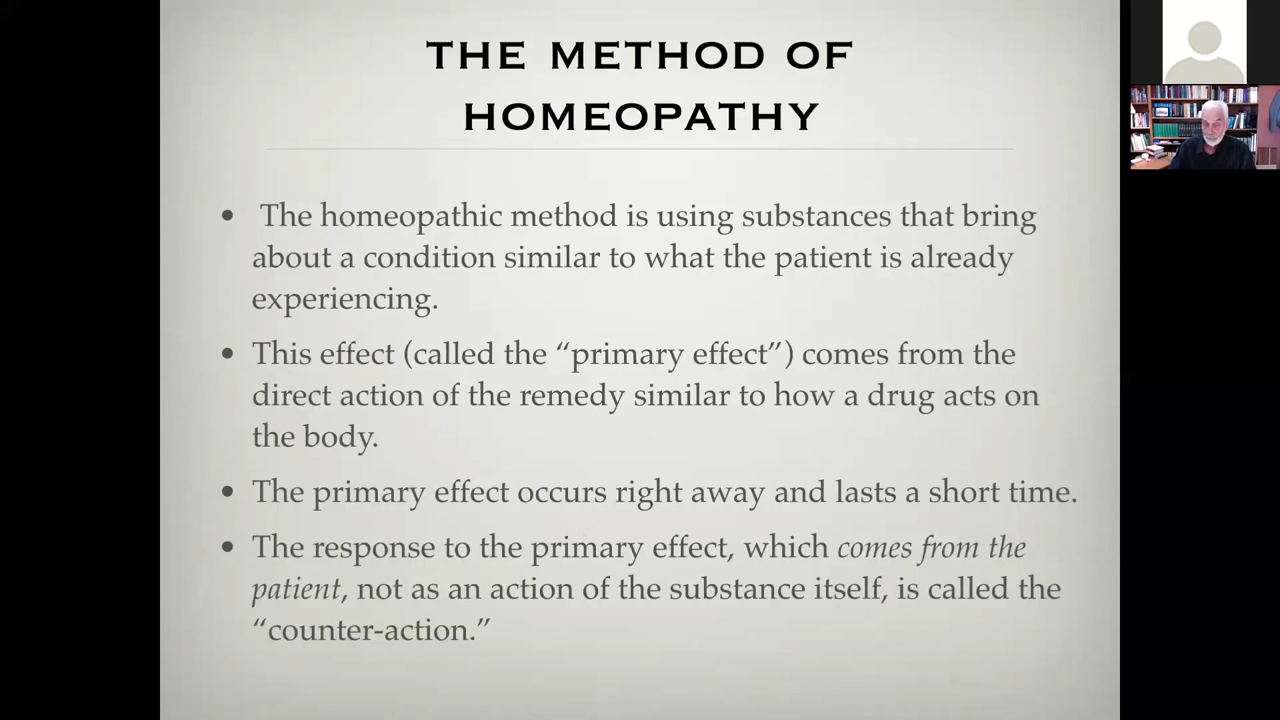 THE METHOD OF
HOMEOPATHY
• The homeopathic method is using substances that bring
about a condition similar to what the patient is already
experiencing.
• This effect (called the “primary effect”) comes from the
direct action of the remedy similar to how a drug acts on
the body.
• The primary effect occurs right away and lasts a short time.
• The response to the primary effect, which comes from the
patient, not as an action of the substance itself, is called the
“counter-action.”